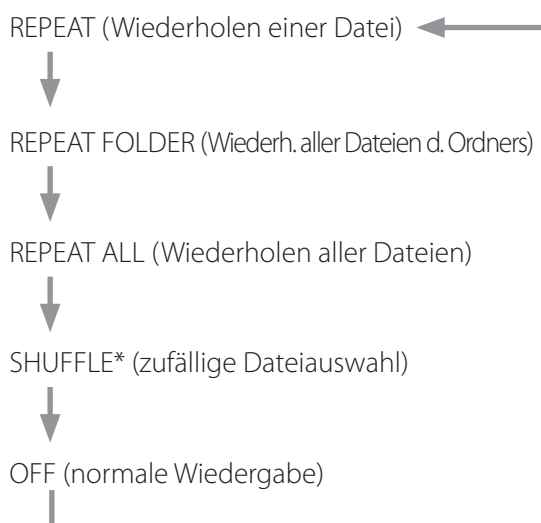 REPEAT (Wiederholen einer Datei)
REPEAT FOLDER (Wiederh. aller Dateien d. Ordners)
REPEAT ALL (Wiederholen aller Dateien)
SHUFFLE* (zufällige Dateiauswahl)
OFF (normale Wiedergabe)